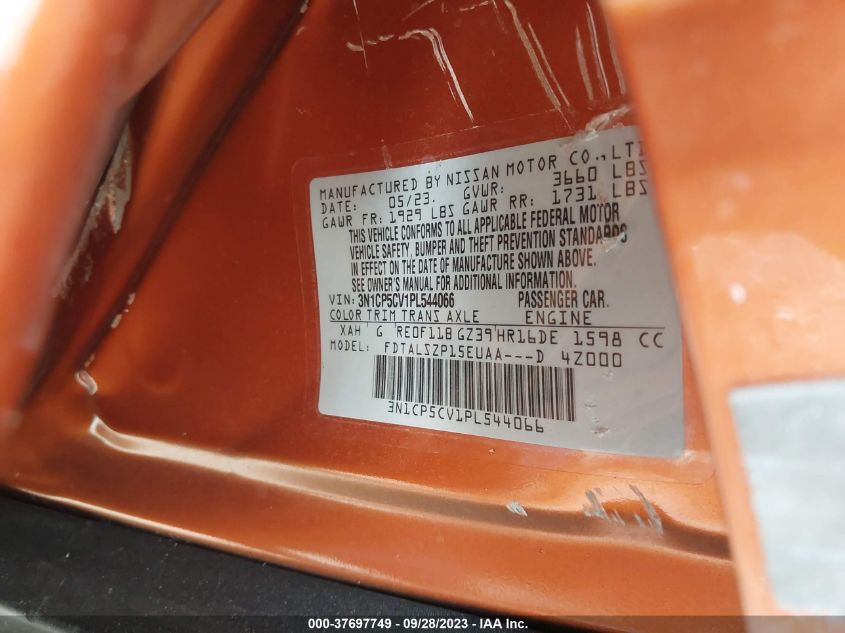 MANUFACTURED BY NISSAN MOTOR CO., LT
DATE: 05/23. GVWR: 3660 LBS
GAWR FR: 1929 LBS GAWR RR: 1731 LBS
THIS VEHICLE CONFORMS TO ALL APPLICABLE FEDERAL MOTOR
VEHICLE SAFETY, BUMPER AND THEFT PREVENTION STANDARDS
IN EFFECT ON THE DATE OF MANUFACTURE SHOWN ABOVE.
SEE OWNER'S MANUAL FOR ADDITIONAL INFORMATION.
VIN: 3N1CP5CV1PL544066 PASSENGER CAR.
COLOR TRIM TRANS AXLE ENGINE
XAH G RE0F11B GZ39 HR16DE 1598 CC
MODEL: FDTALSZP15EUAA---D 4Z000
3N1CP5CV1PL544066
000-37697749 - 09/28/2023 - IAA Inc.